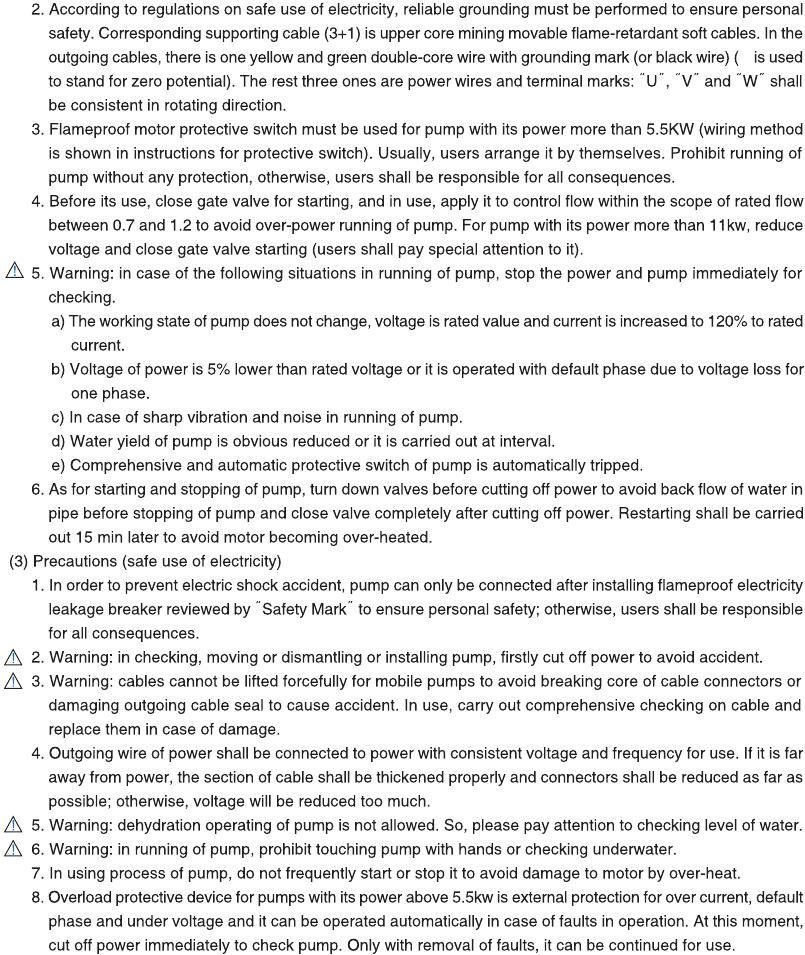 2. According to regulations on safe use of electricity, reliable grounding must be performed to ensure personal
safety. Corresponding supporting cable (3+1) is upper core mining movable flame-retardant soft cables. In the
outgoing cables, there is one yellow and green double-core wire with grounding mark (or black wire) (   is used
to stand for zero potential). The rest three ones are power wires and terminal marks: ˝U˝, ˝V˝ and ˝W˝ shall
be consistent in rotating direction.
3. Flameproof motor protective switch must be used for pump with its power more than 5.5KW (wiring method
is shown in instructions for protective switch). Usually, users arrange it by themselves. Prohibit running of
pump without any protection, otherwise, users shall be responsible for all consequences.
4. Before its use, close gate valve for starting, and in use, apply it to control flow within the scope of rated flow
between 0.7 and 1.2 to avoid over-power running of pump. For pump with its power more than 11kw, reduce
voltage and close gate valve starting (users shall pay special attention to it).
⚠ 5. Warning: in case of the following situations in running of pump, stop the power and pump immediately for
checking.
a) The working state of pump does not change, voltage is rated value and current is increased to 120% to rated
current.
b) Voltage of power is 5% lower than rated voltage or it is operated with default phase due to voltage loss for
one phase.
c) In case of sharp vibration and noise in running of pump.
d) Water yield of pump is obvious reduced or it is carried out at interval.
e) Comprehensive and automatic protective switch of pump is automatically tripped.
6. As for starting and stopping of pump, turn down valves before cutting off power to avoid back flow of water in
pipe before stopping of pump and close valve completely after cutting off power. Restarting shall be carried
out 15 min later to avoid motor becoming over-heated.
(3) Precautions (safe use of electricity)
1. In order to prevent electric shock accident, pump can only be connected after installing flameproof electricity
leakage breaker reviewed by ˝Safety Mark˝ to ensure personal safety; otherwise, users shall be responsible
for all consequences.
⚠ 2. Warning: in checking, moving or dismantling or installing pump, firstly cut off power to avoid accident.
⚠ 3. Warning: cables cannot be lifted forcefully for mobile pumps to avoid breaking core of cable connectors or
damaging outgoing cable seal to cause accident. In use, carry out comprehensive checking on cable and
replace them in case of damage.
4. Outgoing wire of power shall be connected to power with consistent voltage and frequency for use. If it is far
away from power, the section of cable shall be thickened properly and connectors shall be reduced as far as
possible; otherwise, voltage will be reduced too much.
⚠ 5. Warning: dehydration operating of pump is not allowed. So, please pay attention to checking level of water.
⚠ 6. Warning: in running of pump, prohibit touching pump with hands or checking underwater.
7. In using process of pump, do not frequently start or stop it to avoid damage to motor by over-heat.
8. Overload protective device for pumps with its power above 5.5kw is external protection for over current, default
phase and under voltage and it can be operated automatically in case of faults in operation. At this moment,
cut off power immediately to check pump. Only with removal of faults, it can be continued for use.